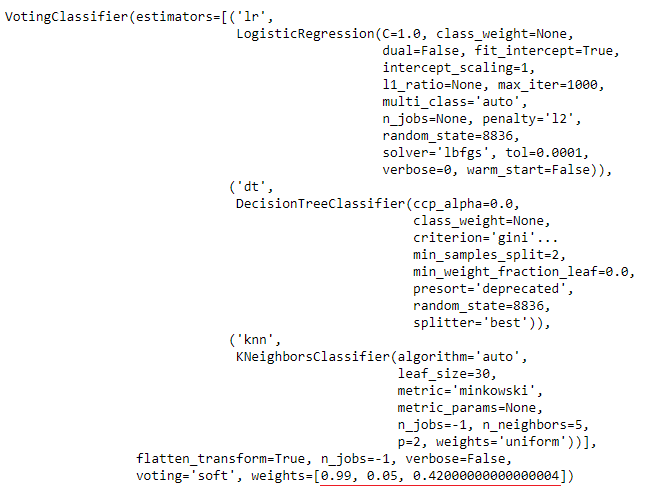 VotingClassifier(estimators=[('lr',
LogisticRegression(C=1.0, class_weight=None,
dual=False, fit_intercept=True,
intercept_scaling=1,
l1_ratio=None, max_iter=1000,
multi_class='auto',
n_jobs=None, penalty='l2',
random_state=8836,
solver='lbfgs', tol=0.0001,
verbose=0, warm_start=False)),
('dt',
DecisionTreeClassifier(ccp_alpha=0.0,
class_weight=None,
criterion='gini'...
min_samples_split=2,
min_weight_fraction_leaf=0.0,
presort='deprecated',
random_state=8836,
splitter='best')),
('knn',
KNeighborsClassifier(algorithm='auto',
leaf_size=30,
metric='minkowski',
metric_params=None,
n_jobs=-1, n_neighbors=5,
p=2, weights='uniform'))],
flatten_transform=True, n_jobs=-1, verbose=False,
voting='soft', weights=[0.99, 0.05, 0.42000000000000004])